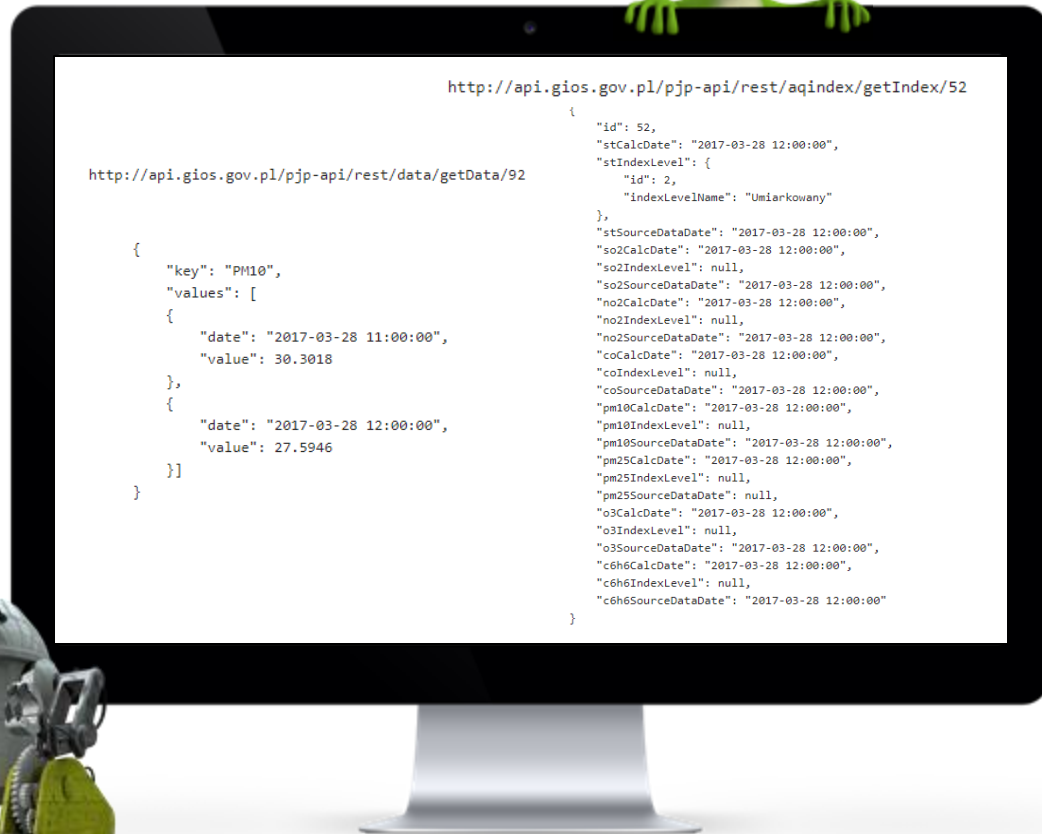 http://api.gios.gov.pl/pjp-api/rest/data/getData/92
{
    "key": "PM10",
    "values": [
    {
        "date": "2017-03-28 11:00:00",
        "value": 30.3018
    },
    {
        "date": "2017-03-28 12:00:00",
        "value": 27.5946
    }]
}
http://api.gios.gov.pl/pjp-api/rest/aqindex/getIndex/52
{
    "id": 52,
    "stCalcDate": "2017-03-28 12:00:00",
    "stIndexLevel": {
        "id": 2,
        "indexLevelName": "Umiarkowany"
    },
    "stSourceDataDate": "2017-03-28 12:00:00",
    "so2CalcDate": "2017-03-28 12:00:00",
    "so2IndexLevel": null,
    "so2SourceDataDate": "2017-03-28 12:00:00",
    "no2CalcDate": "2017-03-28 12:00:00",
    "no2IndexLevel": null,
    "no2SourceDataDate": "2017-03-28 12:00:00",
    "coCalcDate": "2017-03-28 12:00:00",
    "coIndexLevel": null,
    "coSourceDataDate": "2017-03-28 12:00:00",
    "pm10CalcDate": "2017-03-28 12:00:00",
    "pm10IndexLevel": null,
    "pm10SourceDataDate": "2017-03-28 12:00:00",
    "pm25CalcDate": "2017-03-28 12:00:00",
    "pm25IndexLevel": null,
    "pm25SourceDataDate": null,
    "o3CalcDate": "2017-03-28 12:00:00",
    "o3IndexLevel": null,
    "o3SourceDataDate": "2017-03-28 12:00:00",
    "c6h6CalcDate": "2017-03-28 12:00:00",
    "c6h6IndexLevel": null,
    "c6h6SourceDataDate": "2017-03-28 12:00:00"
}